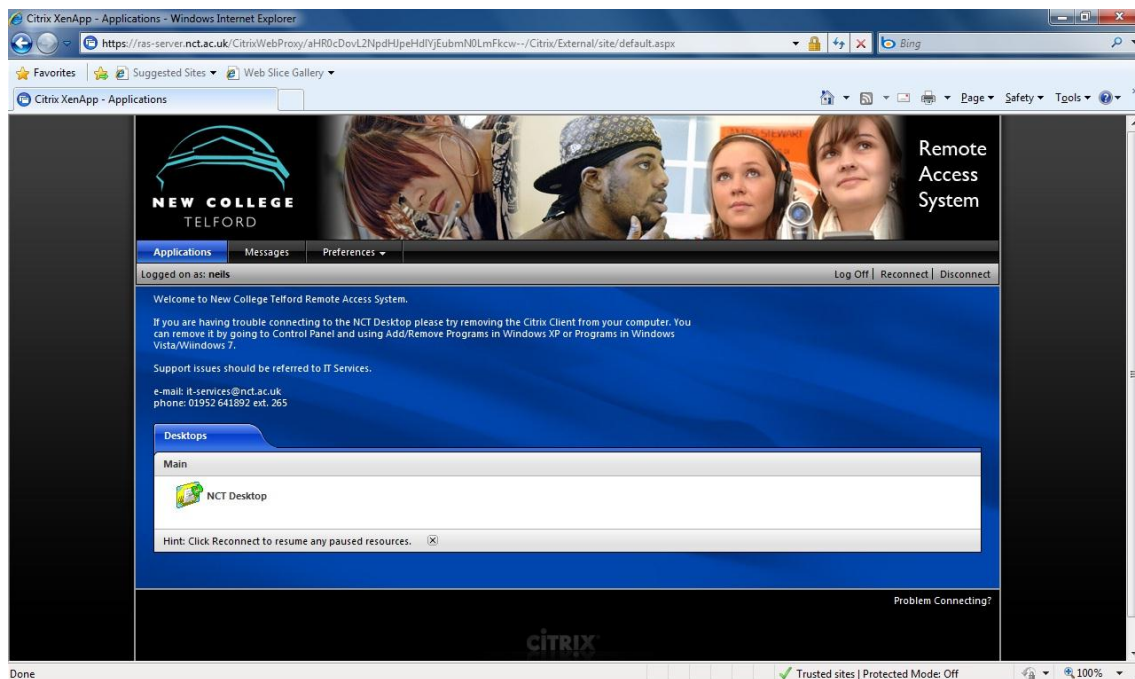 Citrix XenApp - Applications - Windows Internet Explorer
https://ras-server.nct.ac.uk/CitrixWebProxy/aHR0cDovL2NpdHJpeHdlYjEubmN0LmFkcw--/Citrix/External/site/default.aspx
Bing
Favorites Suggested Sites Web Slice Gallery
Citrix XenApp - Applications
Page Safety Tools
NEW COLLEGE
TELFORD
Remote
Access
System
Applications Messages Preferences
Logged on as: neils
Log Off | Reconnect | Disconnect
Welcome to New College Telford Remote Access System.
If you are having trouble connecting to the NCT Desktop please try removing the Citrix Client from your computer. You
can remove it by going to Control Panel and using Add/Remove Programs in Windows XP or Programs in Windows
Vista/Wiindows 7.
Support issues should be referred to IT Services.
e-mail: it-services@nct.ac.uk
phone: 01952 641892 ext. 265
Desktops
Main
NCT Desktop
Hint: Click Reconnect to resume any paused resources.
Problem Connecting?
CITRIX
Done
Trusted sites | Protected Mode: Off
100%